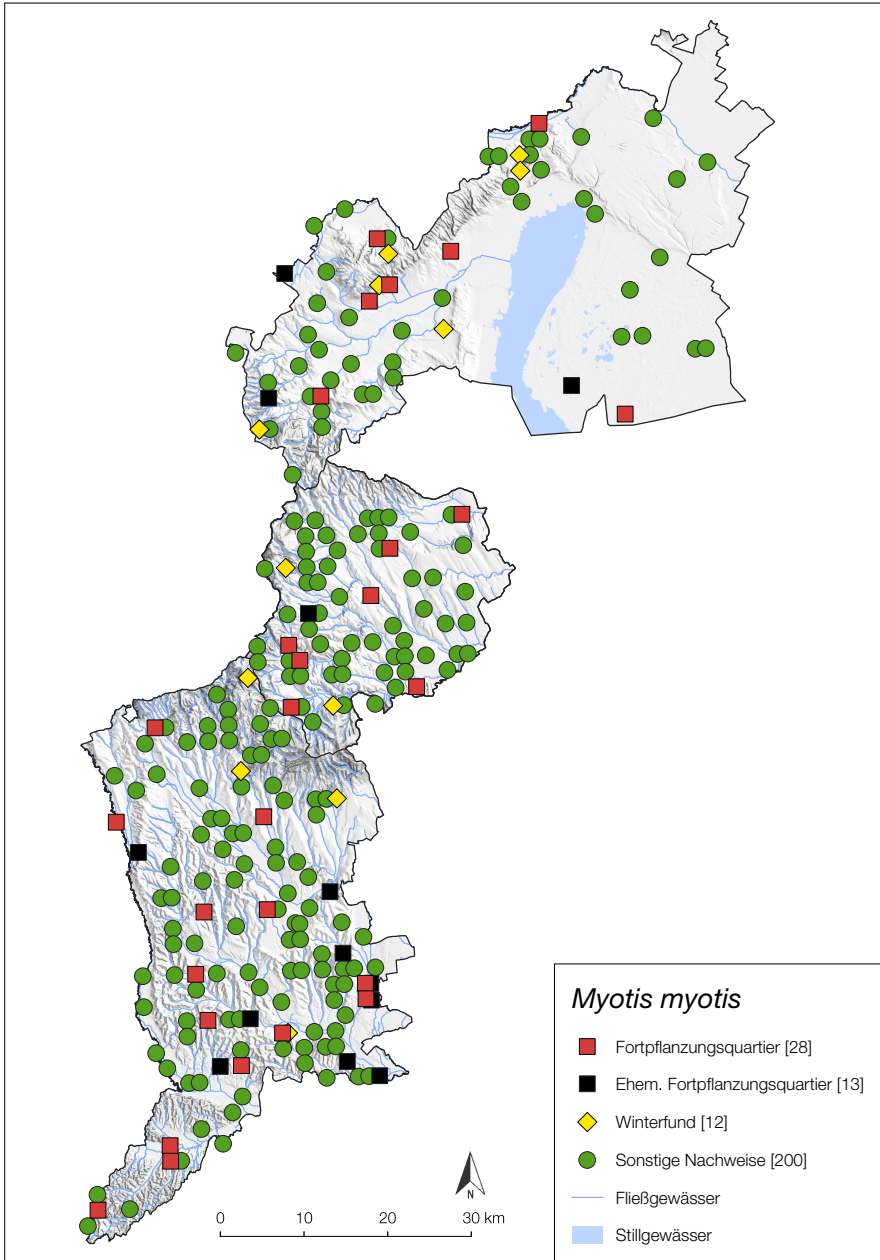 Myotis myotis
Fortpflanzungsquartier [28]
Ehem. Fortpflanzungsquartier [13]
Winterfund [12]
Sonstige Nachweise [200]
Fließgewässer
Stillgewässer
N
0 10 20 30 km